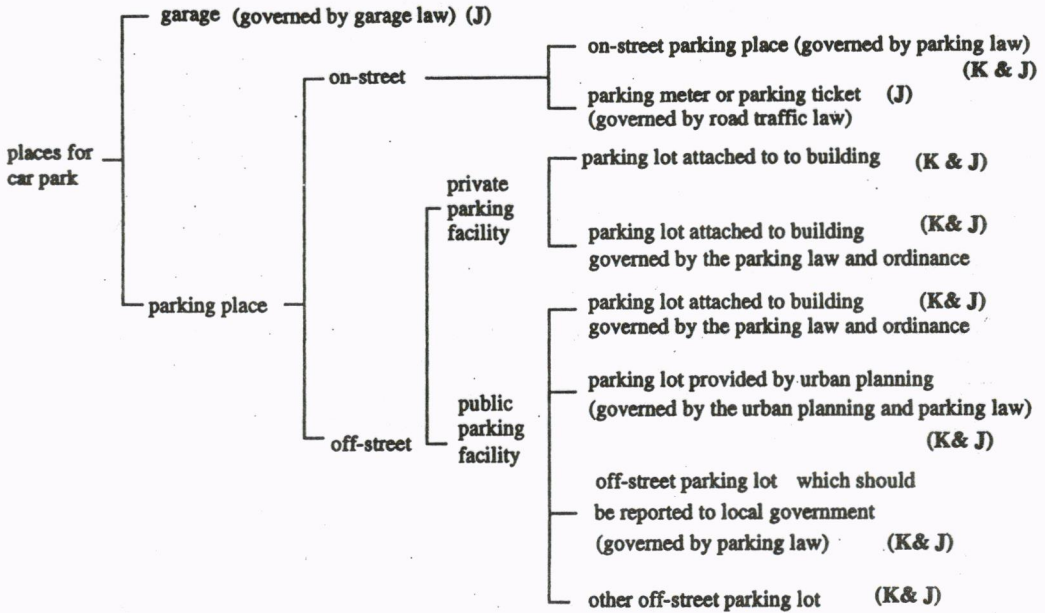 garage (governed by garage law) (J)
on-street parking place (governed by parking law)
(K & J)
on-street
parking meter or parking ticket (J)
(governed by road traffic law)
places for
car park
parking lot attached to to building (K & J)
private
parking
facility
parking lot attached to building (K& J)
governed by the parking law and ordinance
parking place
parking lot attached to building (K& J)
governed by the parking law and ordinance
parking lot provided by urban planning
(governed by the urban planning and parking law)
(K& J)
off-street
public
parking
facility
off-street parking lot which should
be reported to local government
(governed by parking law) (K& J)
other off-street parking lot (K& J)